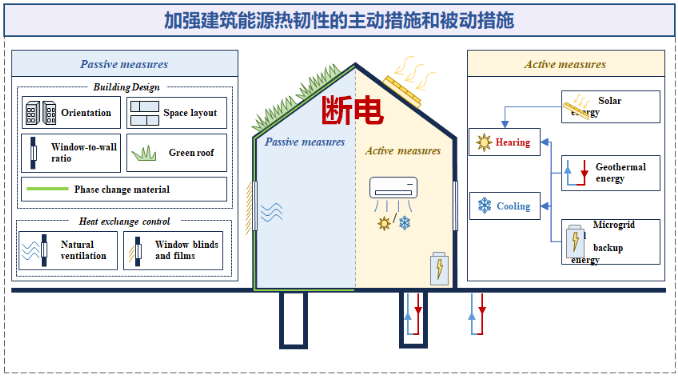 加强建筑能源热韧性的主动措施和被动措施
Passive measures
Building Design
Orientation
Space layout
Window-to-wall
ratio
Green roof
Phase change material
Heat exchange control
Natural
ventilation
Window blinds
and films
断电
Passive measures
Active measures
Active measures
Solar
energy
Hearing
Geothermal
energy
Cooling
Microgrid
backup
energy